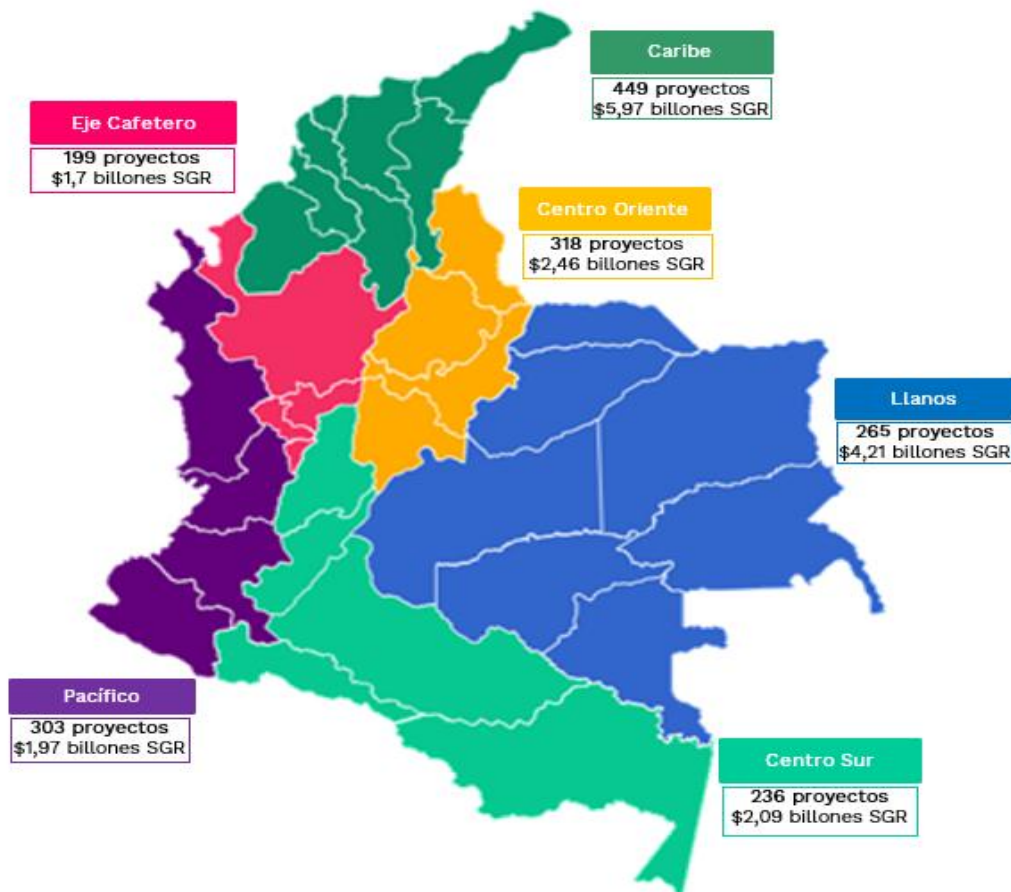 Caribe
449 proyectos
$5,97 billones SGR
Eje Cafetero
199 proyectos
$1,7 billones SGR
Centro Oriente
318 proyectos
$2,46 billones SGR
Llanos
265 proyectos
$4,21 billones SGR
Pacífico
303 proyectos
$1,97 billones SGR
Centro Sur
236 proyectos
$2,09 billones SGR